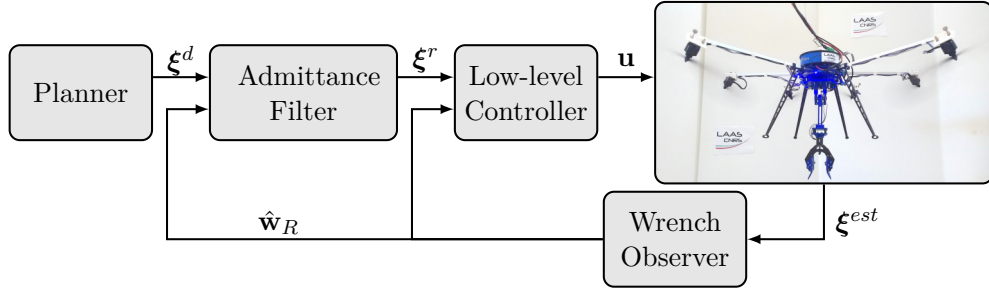 Planner
ξ^d
Admittance
Filter
ξ^r
Low-level
Controller
u
LAAS
CNRS
LAAS
CNRS
ŵ_R
Wrench
Observer
ξ^{est}